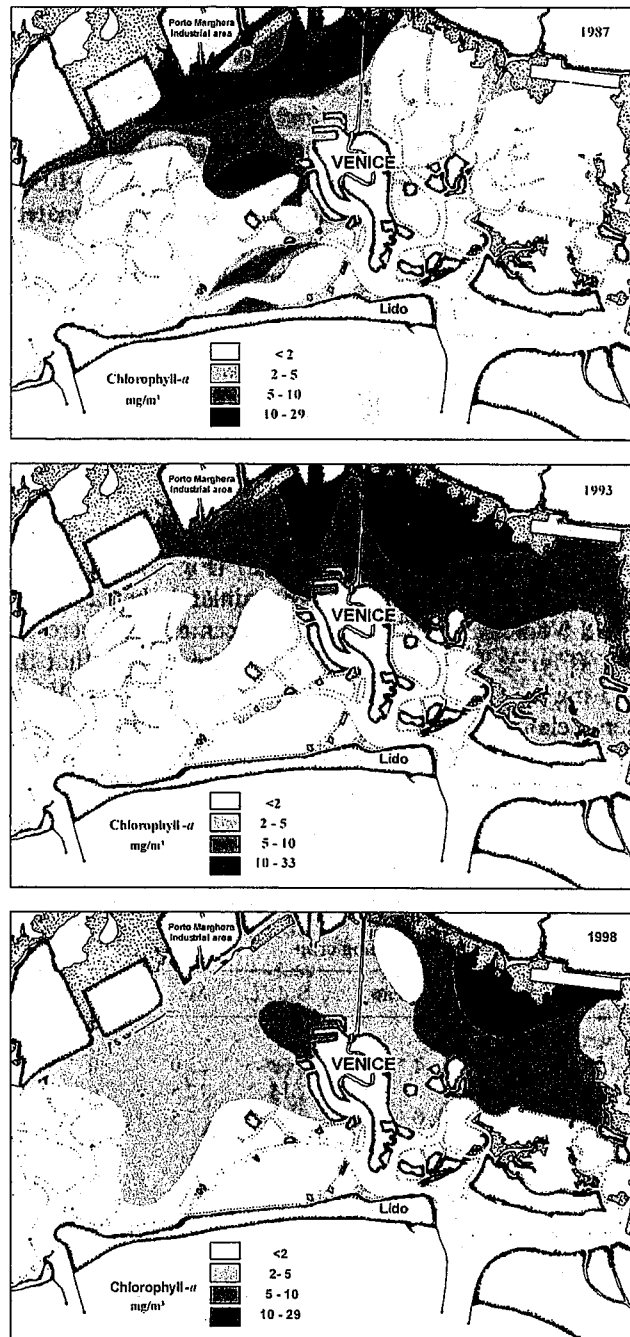 Porto Marghera
Industrial area
1987
VENICE
Lido
Chlorophyll-a
mg/m³
< 2
2 - 5
5 - 10
10 - 29
Porto Marghera
Industrial area
1993
VENICE
Lido
Chlorophyll-a
mg/m³
<2
2 - 5
5 - 10
10 - 33
Porto Marghera
Industrial area
1998
VENICE
Lido
Chlorophyll-a
mg/m³
<2
2- 5
5 - 10
10 - 29